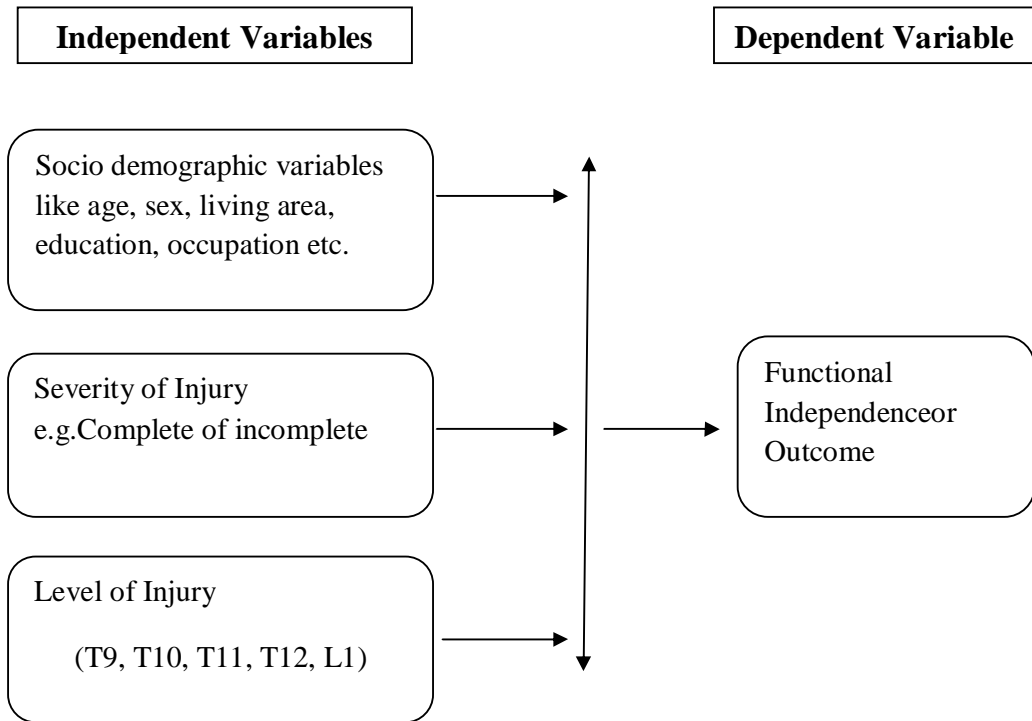 Independent Variables
Dependent Variable
Socio demographic variables
like age, sex, living area,
education, occupation etc.
Severity of Injury
e.g.Complete of incomplete
Functional
Independenceor
Outcome
Level of Injury
(T9, T10, T11, T12, L1)